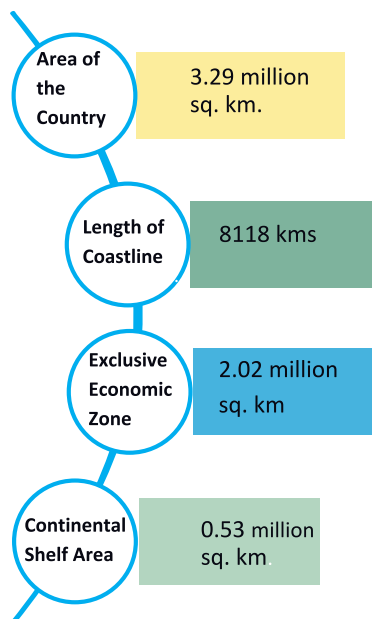 Area of
the
Country
3.29 million
sq. km.
Length of
Coastline
8118 kms
Exclusive
Economic
Zone
2.02 million
sq. km
Continental
Shelf Area
0.53 million
sq. km.